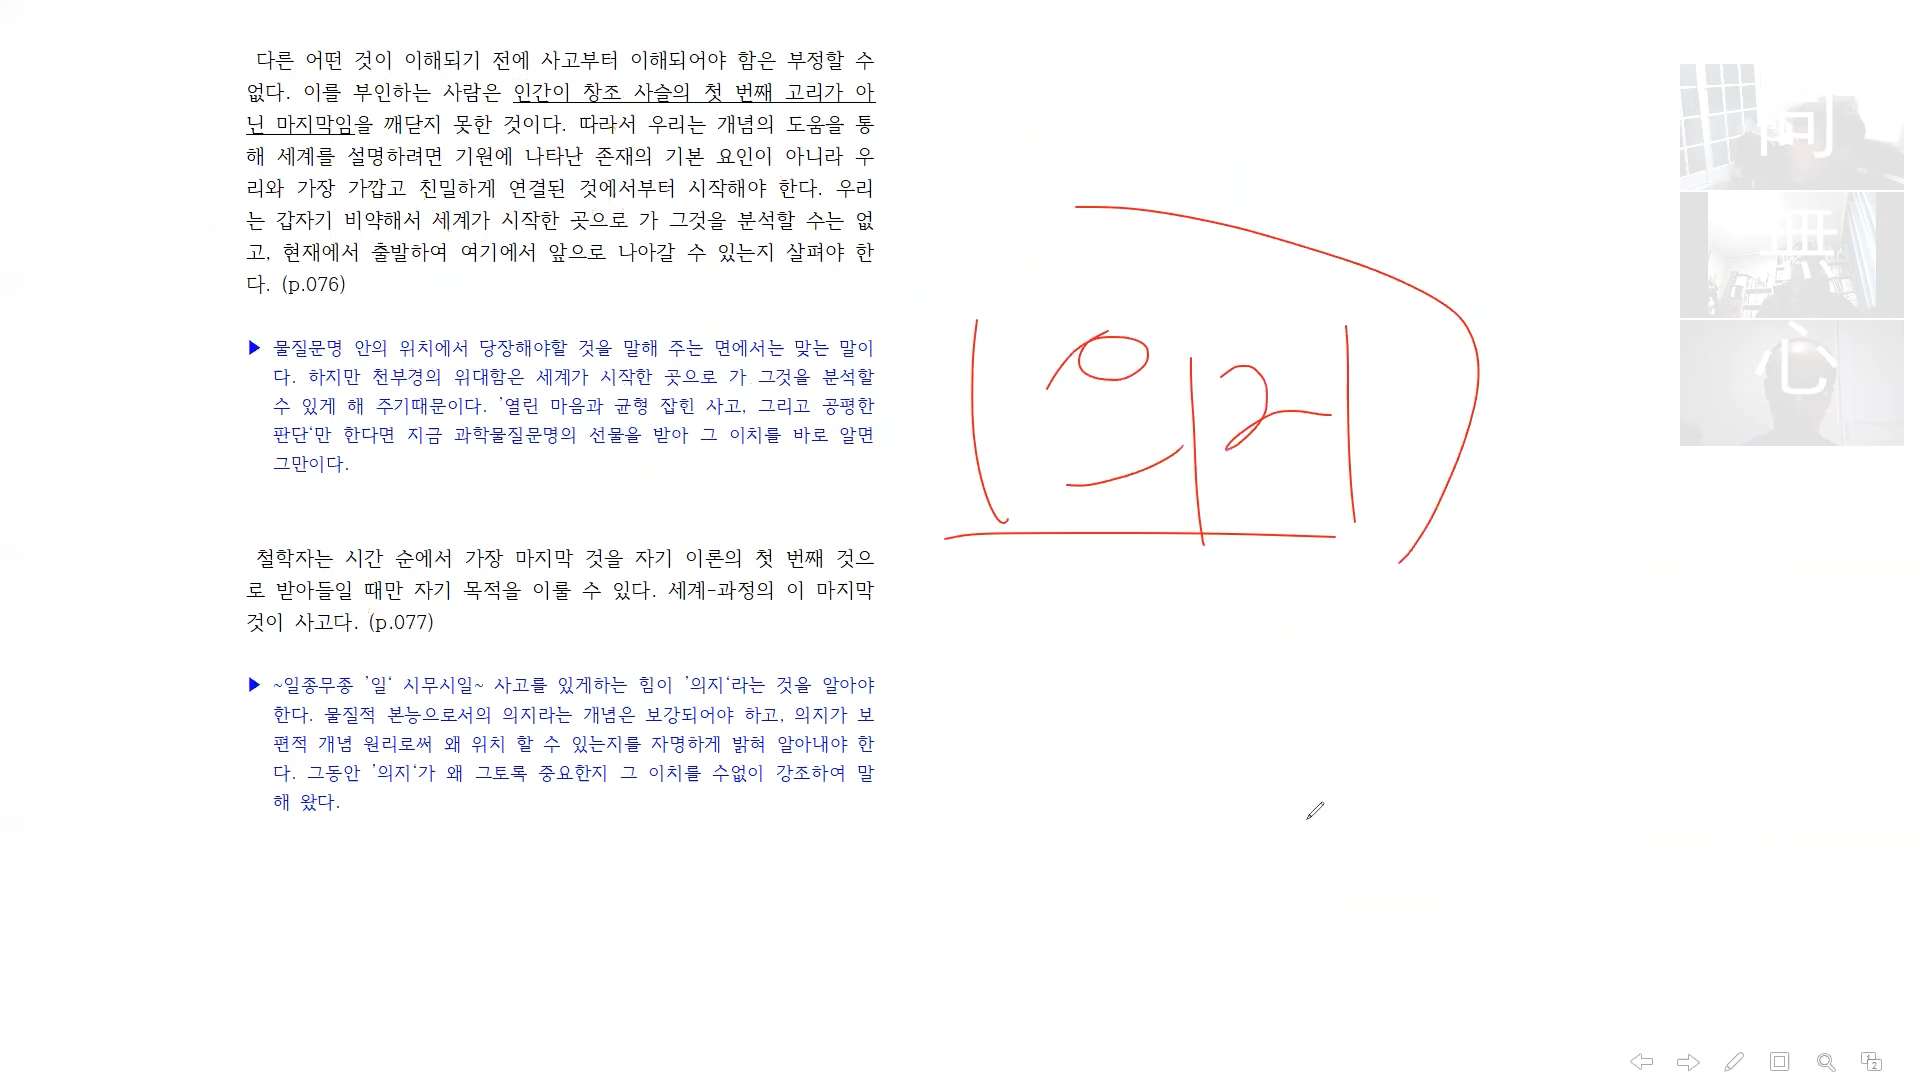 다른 어떤 것이 이해되기 전에 사고부터 이해되어야 함은 부정할 수
없다. 이를 부인하는 사람은 인간이 창조 사슬의 첫 번째 고리가 아
닌 마지막임을 깨닫지 못한 것이다. 따라서 우리는 개념의 도움을 통
해 세계를 설명하려면 기원에 나타난 존재의 기본 요인이 아니라 우
리와 가장 가깝고 친밀하게 연결된 것에서부터 시작해야 한다. 우리
는 갑자기 비약해서 세계가 시작한 곳으로 가 그것을 분석할 수는 없
고, 현재에서 출발하여 여기에서 앞으로 나아갈 수 있는지 살펴야 한
다. (p.076)
▶ 물질문명 안의 위치에서 당장해야할 것을 말해 주는 면에서는 맞는 말이
다. 하지만 천부경의 위대함은 세계가 시작한 곳으로 가 그것을 분석할
수 있게 해 주기때문이다. '열린 마음과 균형 잡힌 사고, 그리고 공평한
판단'만 한다면 지금 과학물질문명의 선물을 받아 그 이치를 바로 알면
그만이다.
철학자는 시간 순에서 가장 마지막 것을 자기 이론의 첫 번째 것으
로 받아들일 때만 자기 목적을 이룰 수 있다. 세계-과정의 이 마지막
것이 사고다. (p.077)
▶ ~일종무종 '일' 시무시일~ 사고를 있게하는 힘이 '의지'라는 것을 알아야
한다. 물질적 본능으로서의 의지라는 개념은 보강되어야 하고, 의지가 보
편적 개념 원리로써 왜 위치 할 수 있는지를 자명하게 밝혀 알아내야 한
다. 그동안 '의지'가 왜 그토록 중요한지 그 이치를 수없이 강조하여 말
해 왔다.
問
無
心